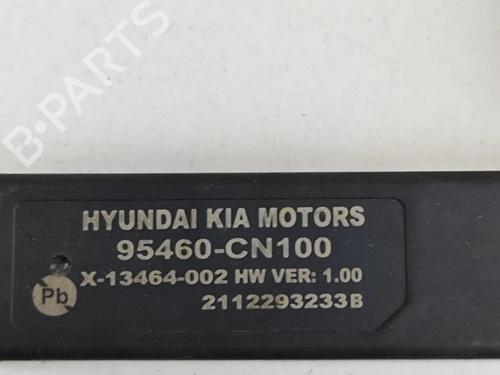 B-PARTS
HYUNDAI KIA MOTORS
95460-CN100
X-13464-002 HW VER: 1.00
Pb
2112293233B